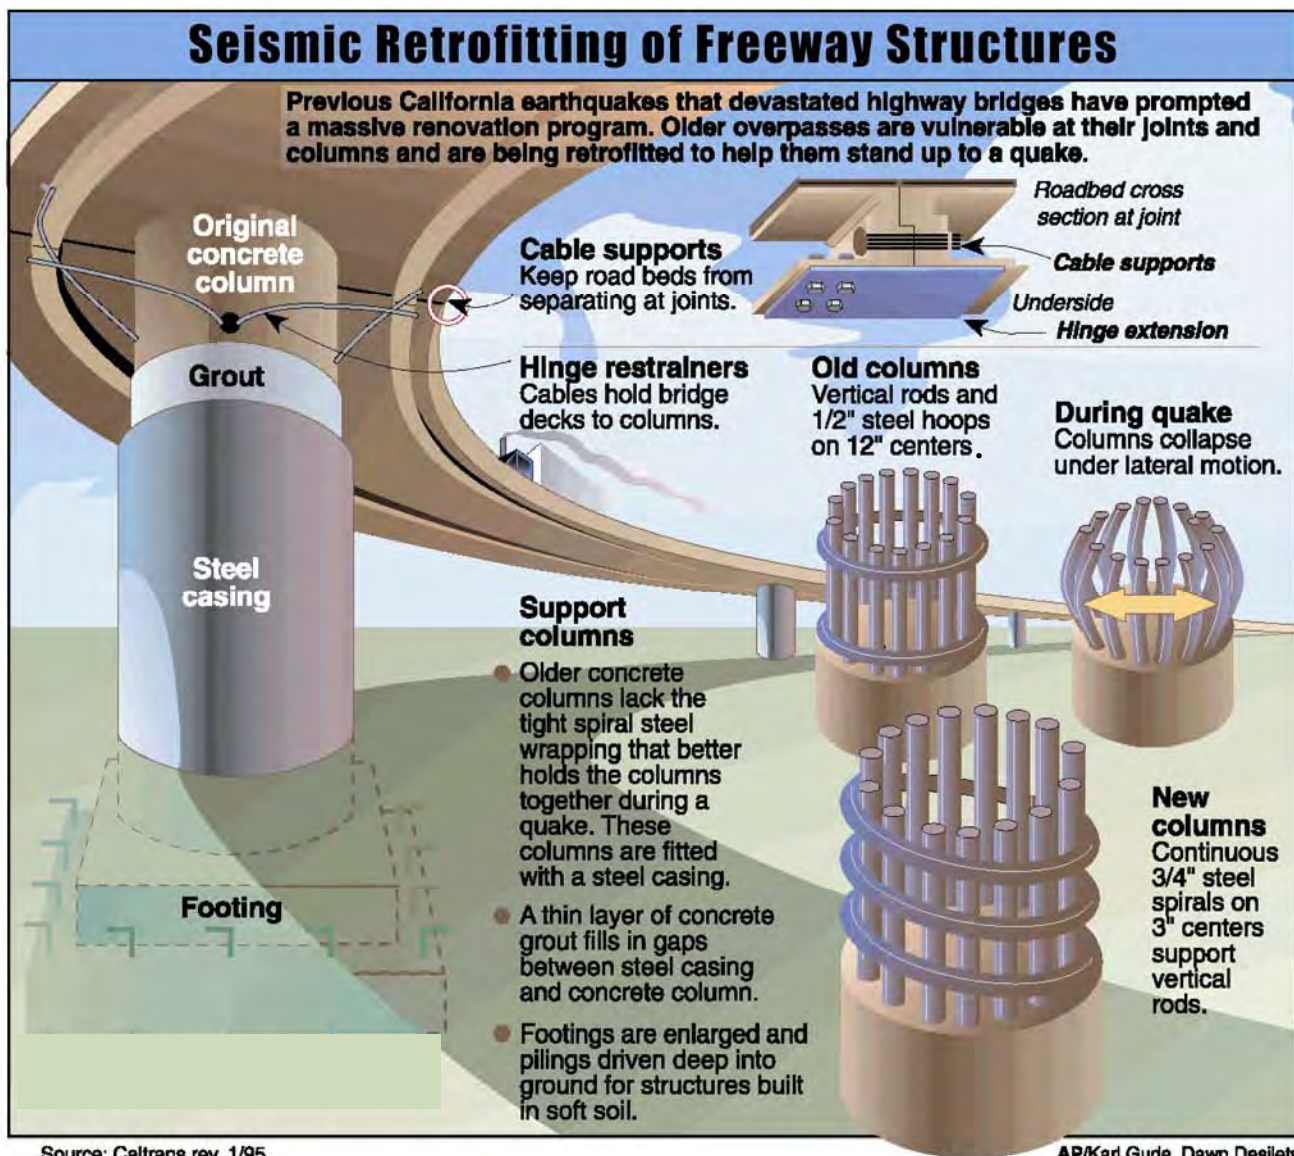 Seismic Retrofitting of Freeway Structures
Previous California earthquakes that devastated highway bridges have prompted
a massive renovation program. Older overpasses are vulnerable at their joints and
columns and are being retrofitted to help them stand up to a quake.
Original
concrete
column
Grout
Steel
casing
Footing
Cable supports
Keep road beds from
separating at joints.
Roadbed cross
section at joint
Cable supports
Underside
Hinge extension
Hinge restrainers
Cables hold bridge
decks to columns.
Old columns
Vertical rods and
1/2" steel hoops
on 12" centers.
During quake
Columns collapse
under lateral motion.
Support
columns
Older concrete
columns lack the
tight spiral steel
wrapping that better
holds the columns
together during a
quake. These
columns are fitted
with a steel casing.
A thin layer of concrete
grout fills in gaps
between steel casing
and concrete column.
Footings are enlarged and
pilings driven deep into
ground for structures built
in soft soil.
New
columns
Continuous
3/4" steel
spirals on
3" centers
support
vertical
rods.
Source: Caltrans rev. 1/95
AP/Karl Gude, Dawn Desilets